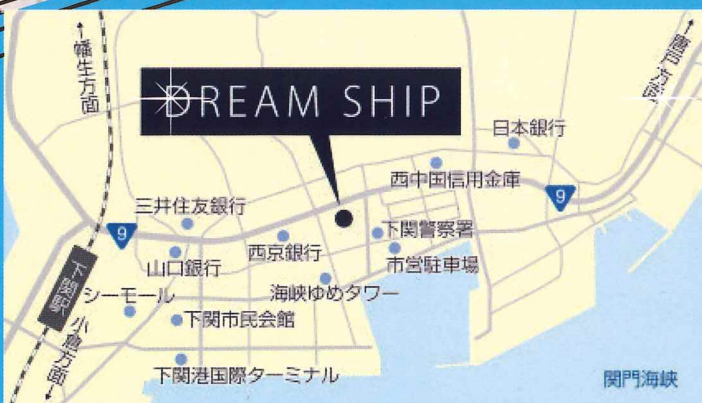 ←幡生方面
唐戸方面→
DREAM SHIP
日本銀行
西中国信用金庫
9
三井住友銀行
9
下関警察署
西京銀行
山口銀行
市営駐車場
下関駅
シーモール
海峡ゆめタワー
下関市民会館
小倉方面→
下関港国際ターミナル
関門海峡